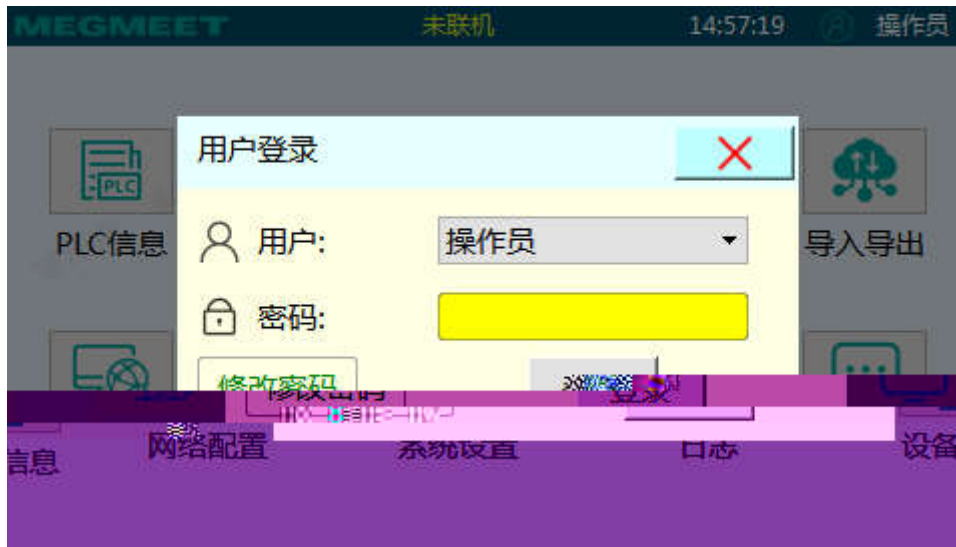 MEGMEET 未联机 14:57:19 操作员
用户登录
PLC
PLC信息 用户: 操作员 导入导出
密码:
修改密码 登录
信息 网络配置 系统设置 日志 设备